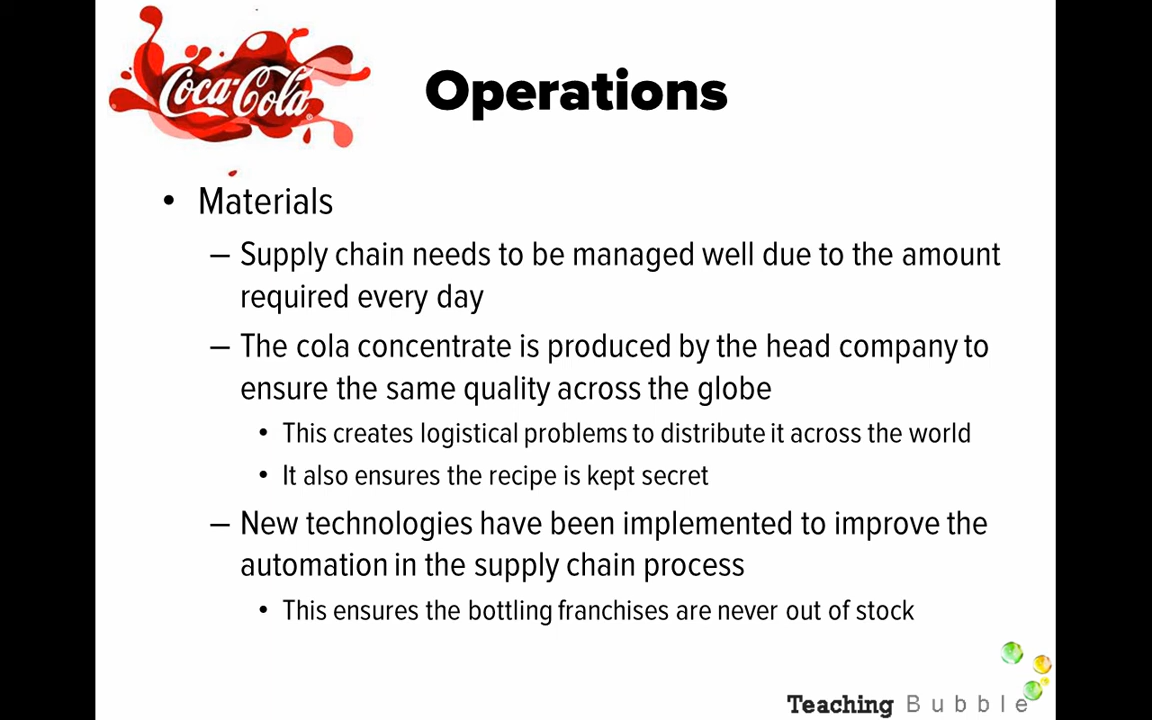 Coca-Cola
Operations
• Materials
– Supply chain needs to be managed well due to the amount
required every day
– The cola concentrate is produced by the head company to
ensure the same quality across the globe
• This creates logistical problems to distribute it across the world
• It also ensures the recipe is kept secret
– New technologies have been implemented to improve the
automation in the supply chain process
• This ensures the bottling franchises are never out of stock
Teaching Bubble